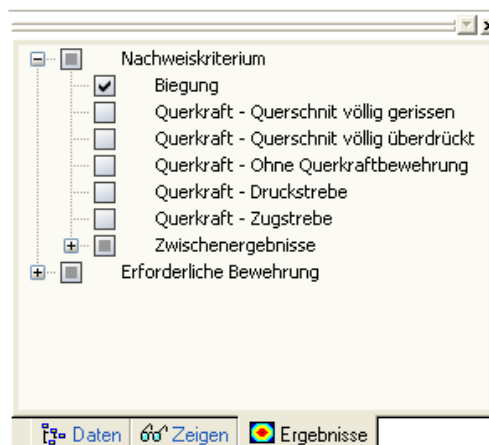 Nachweiskriterium
Biegung
Querkraft - Querschnit völlig gerissen
Querkraft - Querschnit völlig überdrückt
Querkraft - Ohne Querkraftbewehrung
Querkraft - Druckstrebe
Querkraft - Zugstrebe
Zwischenergebnisse
Erforderliche Bewehrung
Daten Zeigen Ergebnisse